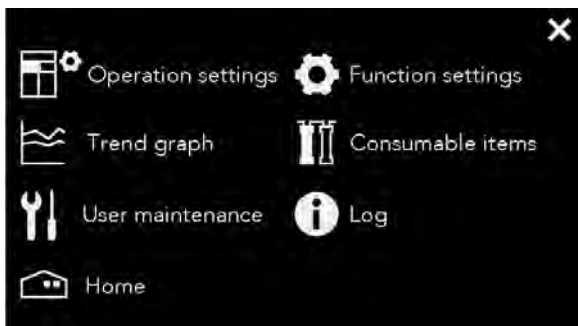 Operation settings
Function settings
Trend graph
Consumable items
User maintenance
Log
Home